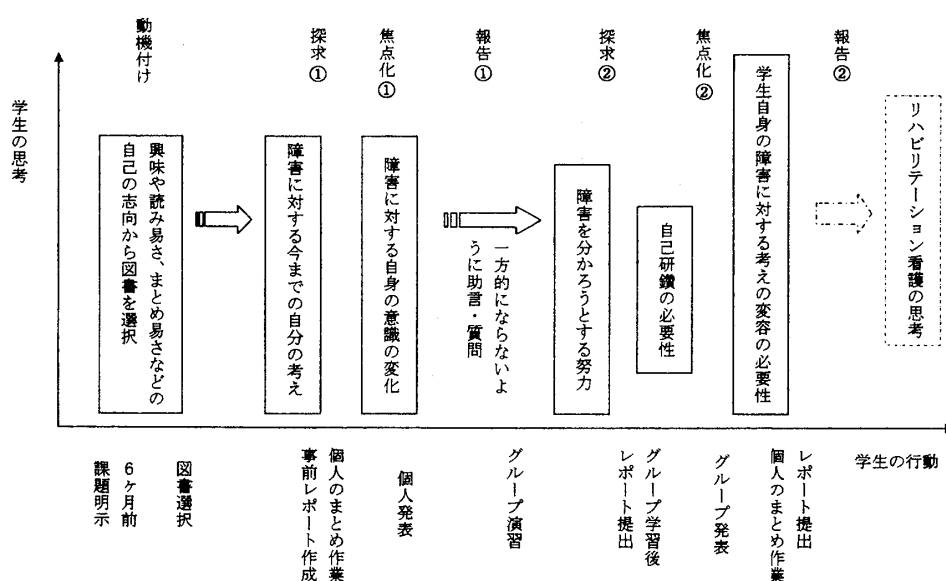 動機付け
探求①
焦点化①
報告①
探求②
焦点化②
報告②
学生の思考
興味や読み易さ、まとめ易さなどの
自己の志向から図書を選択
障害に対する今までの自分の考え
障害に対する自身の意識の変化
一方的にならないよ
うに助言・質問
障害を分かろうとする努力
自己研鑽の必要性
学生自身の障害に対する考えの変容の必要性
リハビリテーション看護の思考
学生の行動
課題明示
6ヶ月前
図書選択
事前レポート作成
個人のまとめ作業
個人発表
グループ演習
レポート提出
グループ学習後
グループ発表
個人のまとめ作業
レポート提出